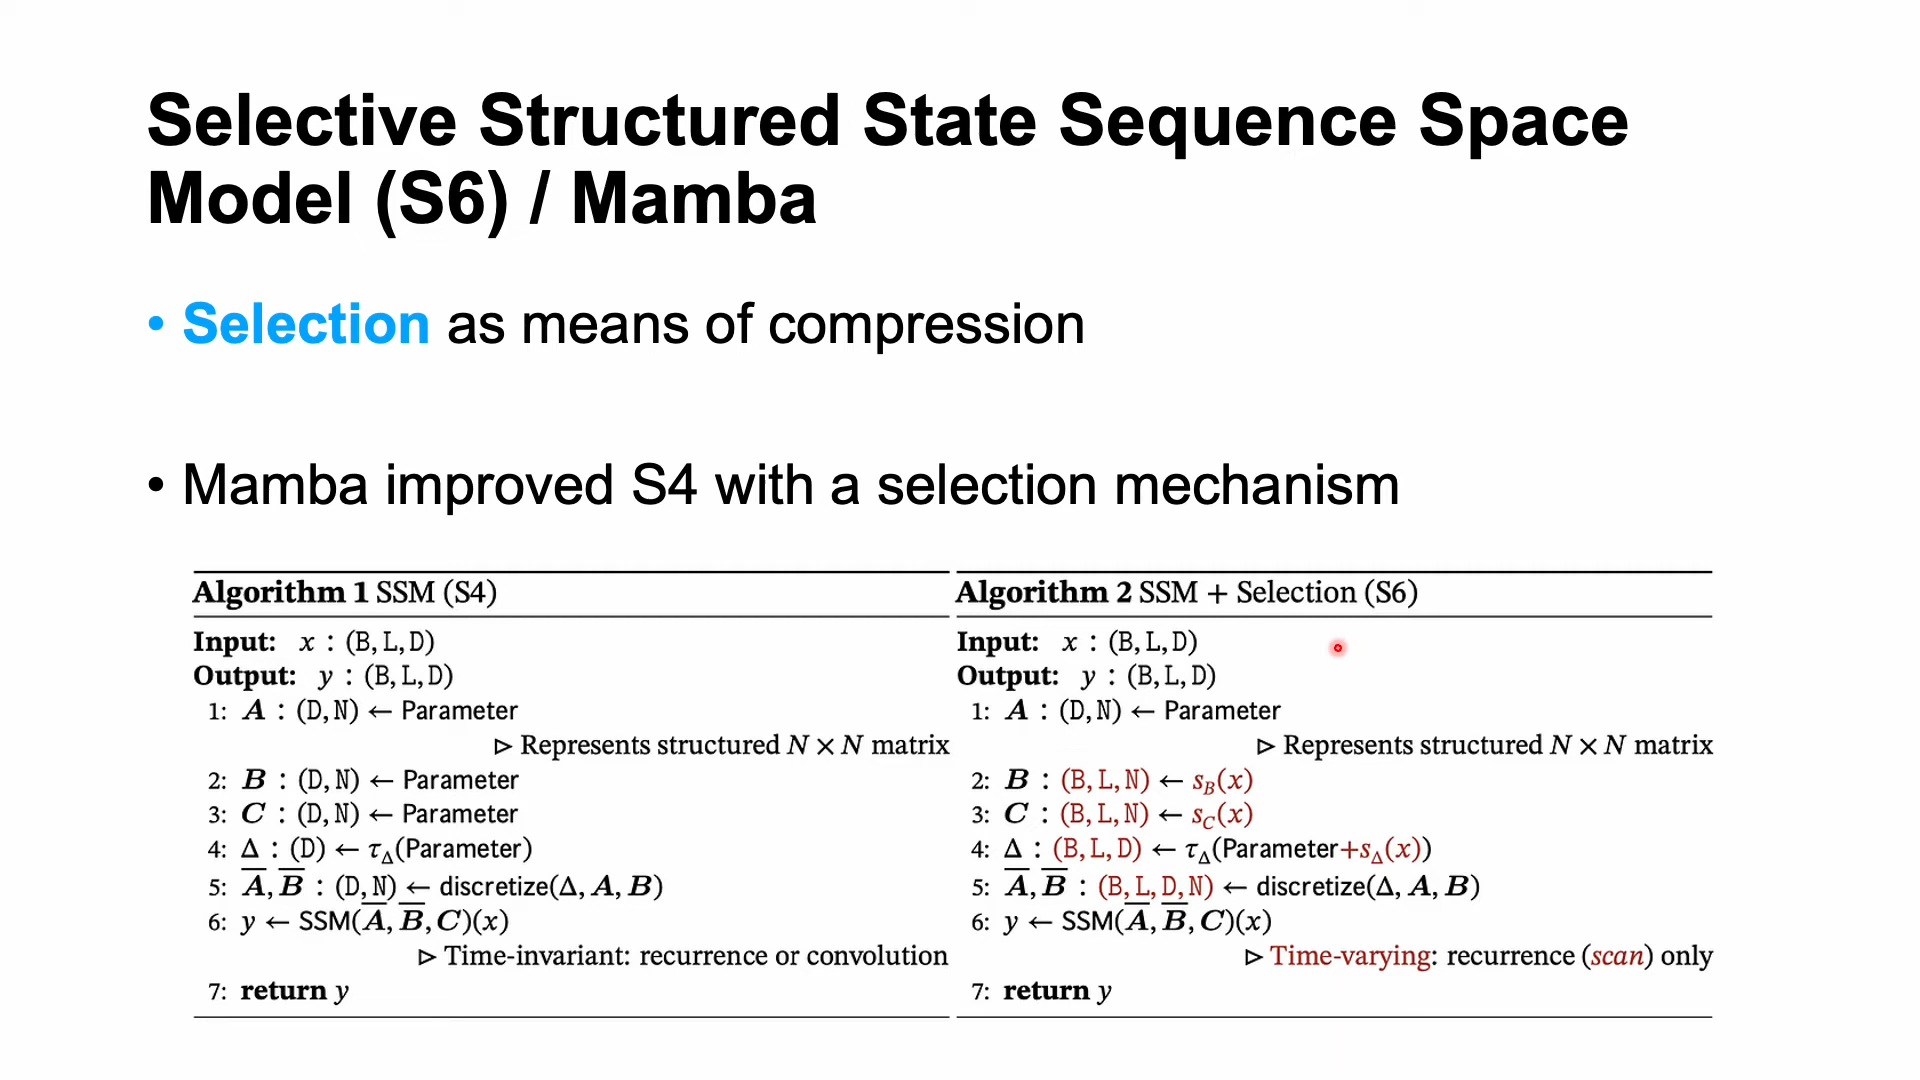 Selective Structured State Sequence Space
Model (S6) / Mamba
• Selection as means of compression
• Mamba improved S4 with a selection mechanism
Algorithm 1 SSM (S4)
Input: x : (B, L, D)
Output: y : (B, L, D)
1: A : (D, N) ← Parameter
▷ Represents structured N × N matrix
2: B : (D, N) ← Parameter
3: C : (D, N) ← Parameter
4: Δ : (D) ← τ_Δ(Parameter)
5: A̅, B̅ : (D, N) ← discretize(Δ, A, B)
6: y ← SSM(A̅, B̅, C)(x)
▷ Time-invariant: recurrence or convolution
7: return y
Algorithm 2 SSM + Selection (S6)
Input: x : (B, L, D)
Output: y : (B, L, D)
1: A : (D, N) ← Parameter
▷ Represents structured N × N matrix
2: B : (B, L, N) ← s_B(x)
3: C : (B, L, N) ← s_C(x)
4: Δ : (B, L, D) ← τ_Δ(Parameter+s_Δ(x))
5: A̅, B̅ : (B, L, D, N) ← discretize(Δ, A, B)
6: y ← SSM(A̅, B̅, C)(x)
▷ Time-varying: recurrence (scan) only
7: return y